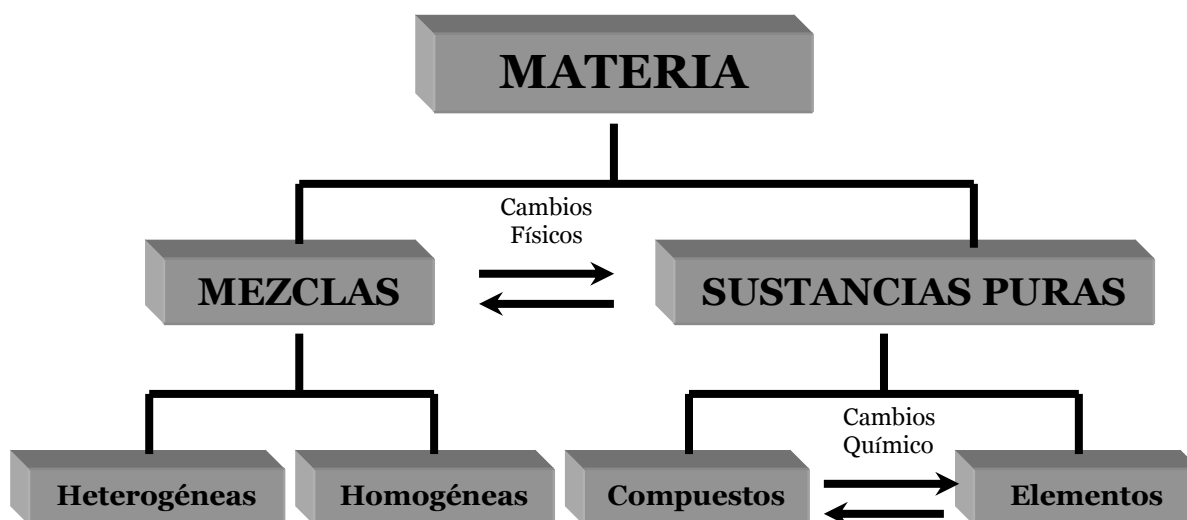 MATERIA
Cambios
Físicos
MEZCLAS
SUSTANCIAS PURAS
Cambios
Químico
Heterogéneas
Homogéneas
Compuestos
Elementos